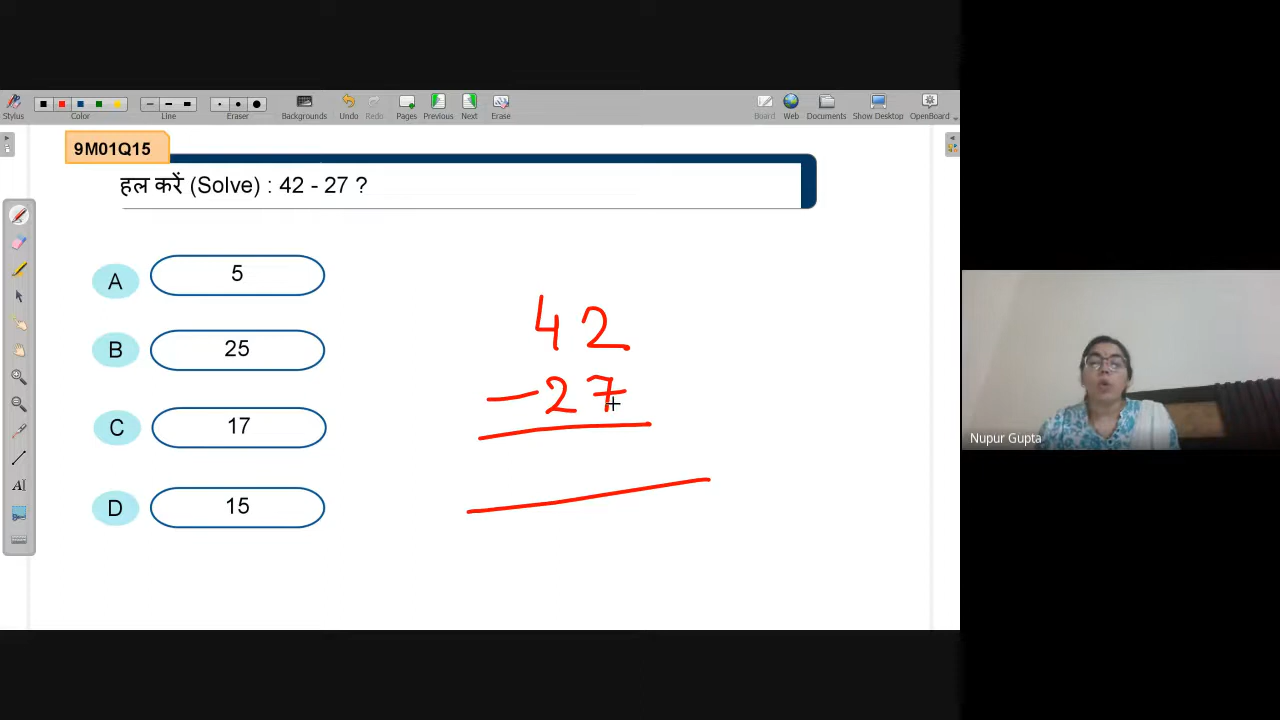 Stylus
Color
Line
Eraser
Backgrounds
Undo
Redo
Pages
Previous
Next
Erase
Board
Web
Documents
Show Desktop
OpenBoard
9M01Q15
हल करें (Solve) : 42 - 27 ?
A 5
B 25
C 17
D 15
42
- 27
Nupur Gupta